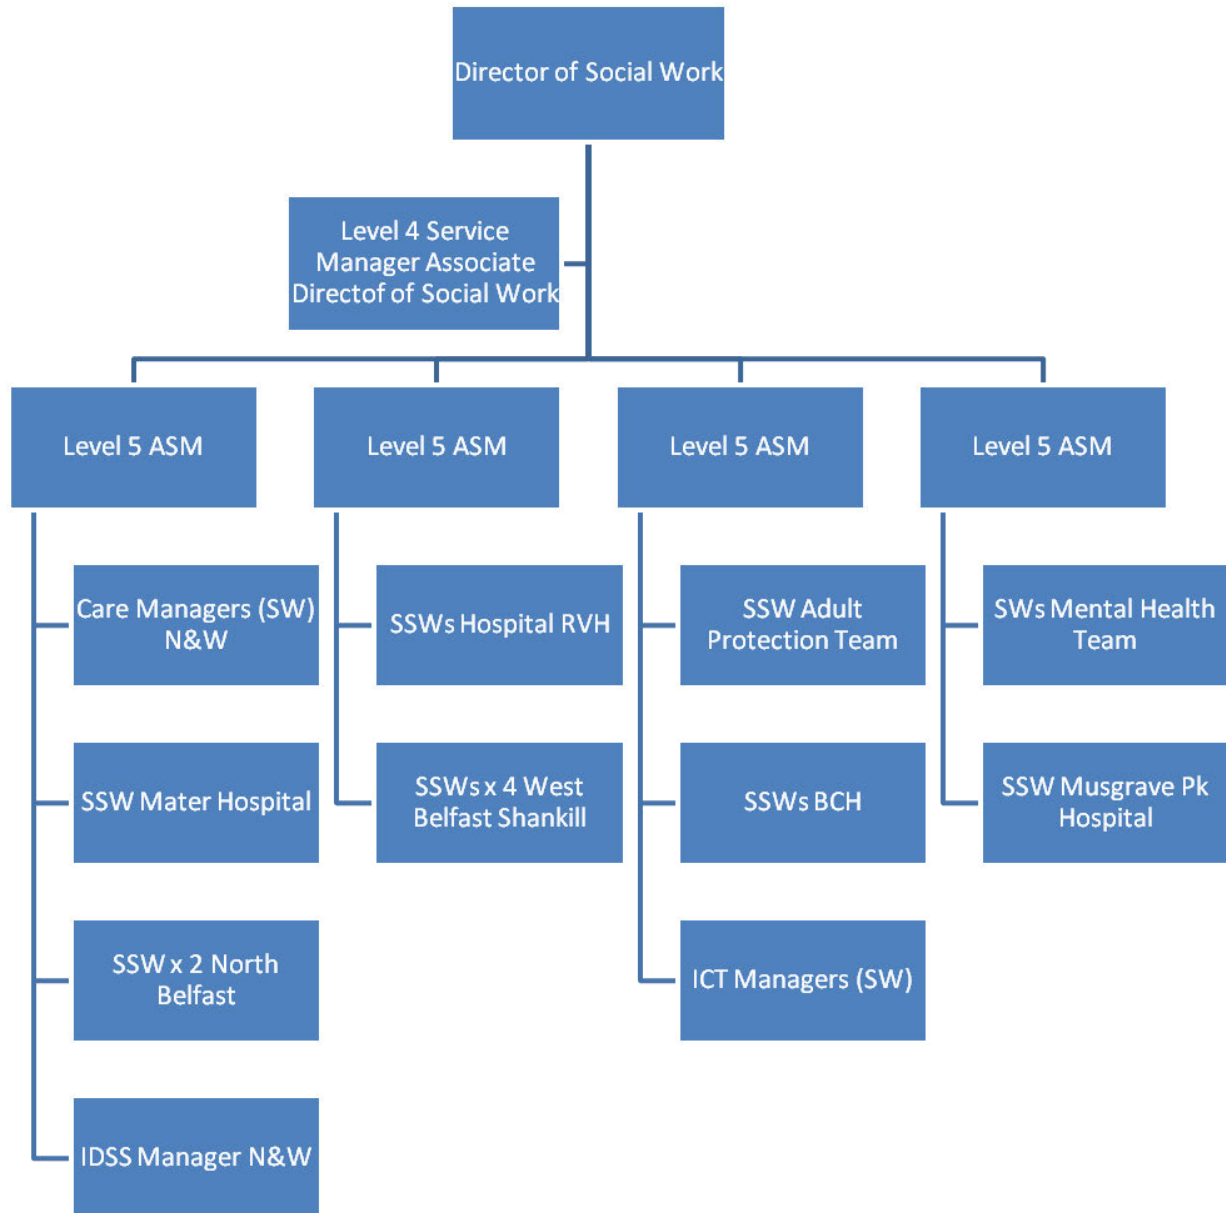 Director of Social Work
Level 4 Service
Manager Associate
Directof of Social Work
Level 5 ASM
Level 5 ASM
Level 5 ASM
Level 5 ASM
Care Managers (SW)
N&W
SSWs Hospital RVH
SSW Adult
Protection Team
SWs Mental Health
Team
SSW Mater Hospital
SSWs x 4 West
Belfast Shankill
SSWs BCH
SSW Musgrave Pk
Hospital
SSW x 2 North
Belfast
ICT Managers (SW)
IDSS Manager N&W